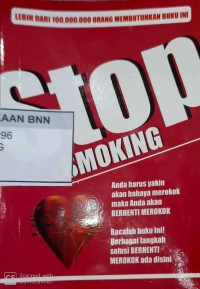 LEBIH DARI 100.000.000 ORANG MEMBUTUHKAN BUKU INI
KAAN BNN
96
G
Stop
SMOKING
Anda harus yakin
akan bahaya merokok
maka Anda akan
BERHENTI MEROKOK
Bacalah buku ini!
Berbagai langkah
solusi BERHENTI
MEROKOK ada disini